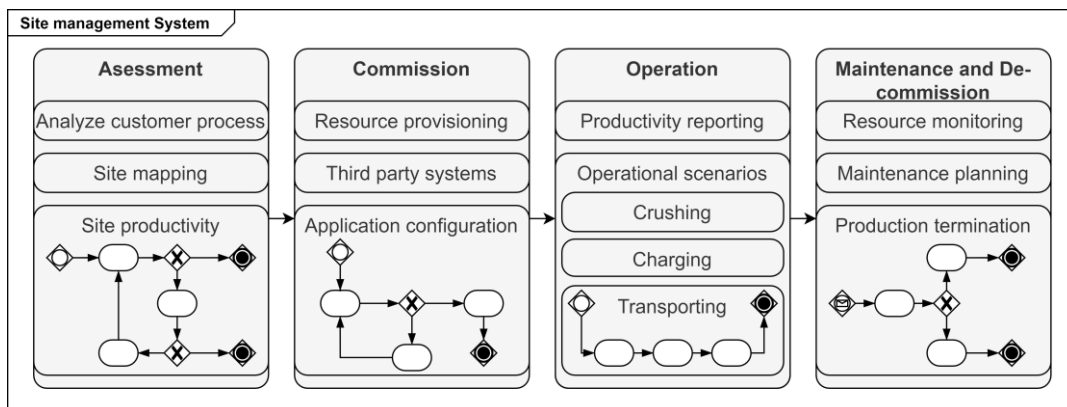 Site management System
Asessment
Analyze customer process
Site mapping
Site productivity
Commission
Resource provisioning
Third party systems
Application configuration
Operation
Productivity reporting
Operational scenarios
Crushing
Charging
Transporting
Maintenance and De-
commission
Resource monitoring
Maintenance planning
Production termination